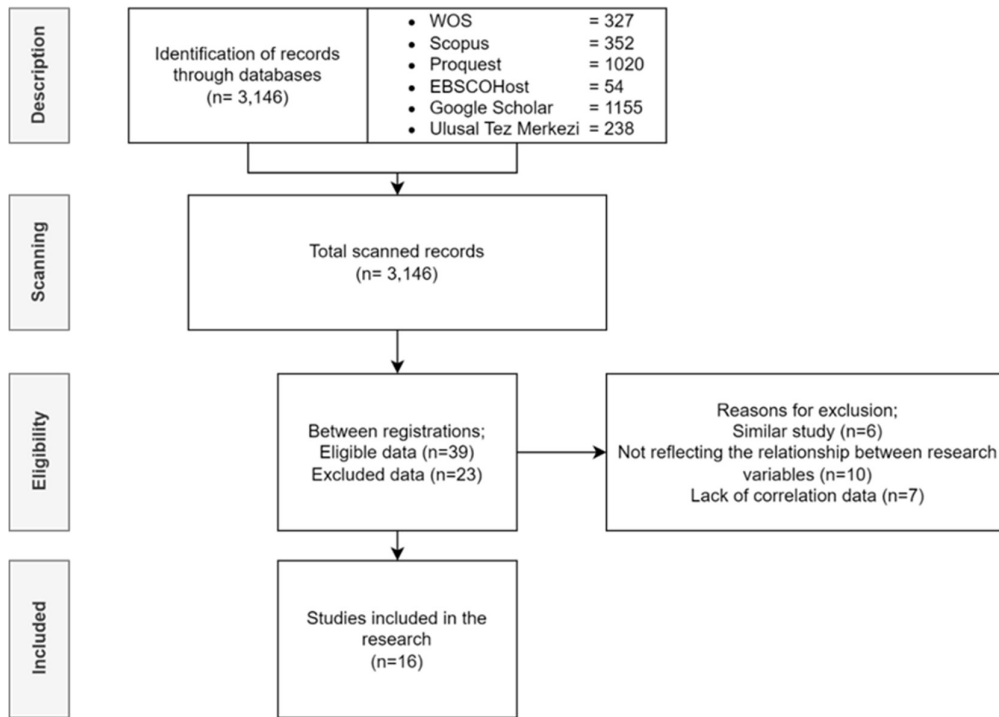 Description
Identification of records
through databases
(n= 3,146)
• WOS = 327
• Scopus = 352
• Proquest = 1020
• EBSCOHost = 54
• Google Scholar = 1155
• Ulusal Tez Merkezi = 238
Scanning
Total scanned records
(n= 3,146)
Eligibility
Between registrations;
Eligible data (n=39)
Excluded data (n=23)
Reasons for exclusion;
Similar study (n=6)
Not reflecting the relationship between research
variables (n=10)
Lack of correlation data (n=7)
Included
Studies included in the
research
(n=16)